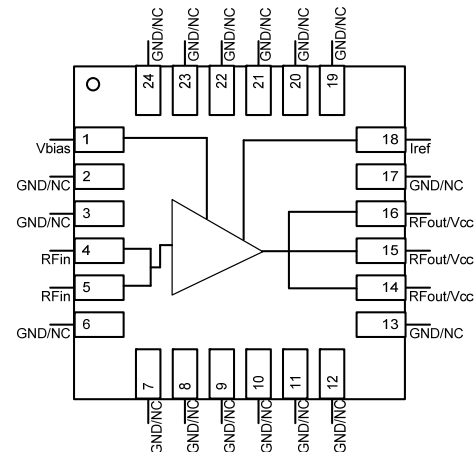 GND/NC GND/NC GND/NC GND/NC GND/NC GND/NC
24 23 22 21 20 19
Vbias 1 18 Iref
GND/NC 2 17 GND/NC
GND/NC 3 16 RFout/Vcc
RFin 4 15 RFout/Vcc
RFin 5 14 RFout/Vcc
GND/NC 6 13 GND/NC
7 8 9 10 11 12
GND/NC GND/NC GND/NC GND/NC GND/NC GND/NC